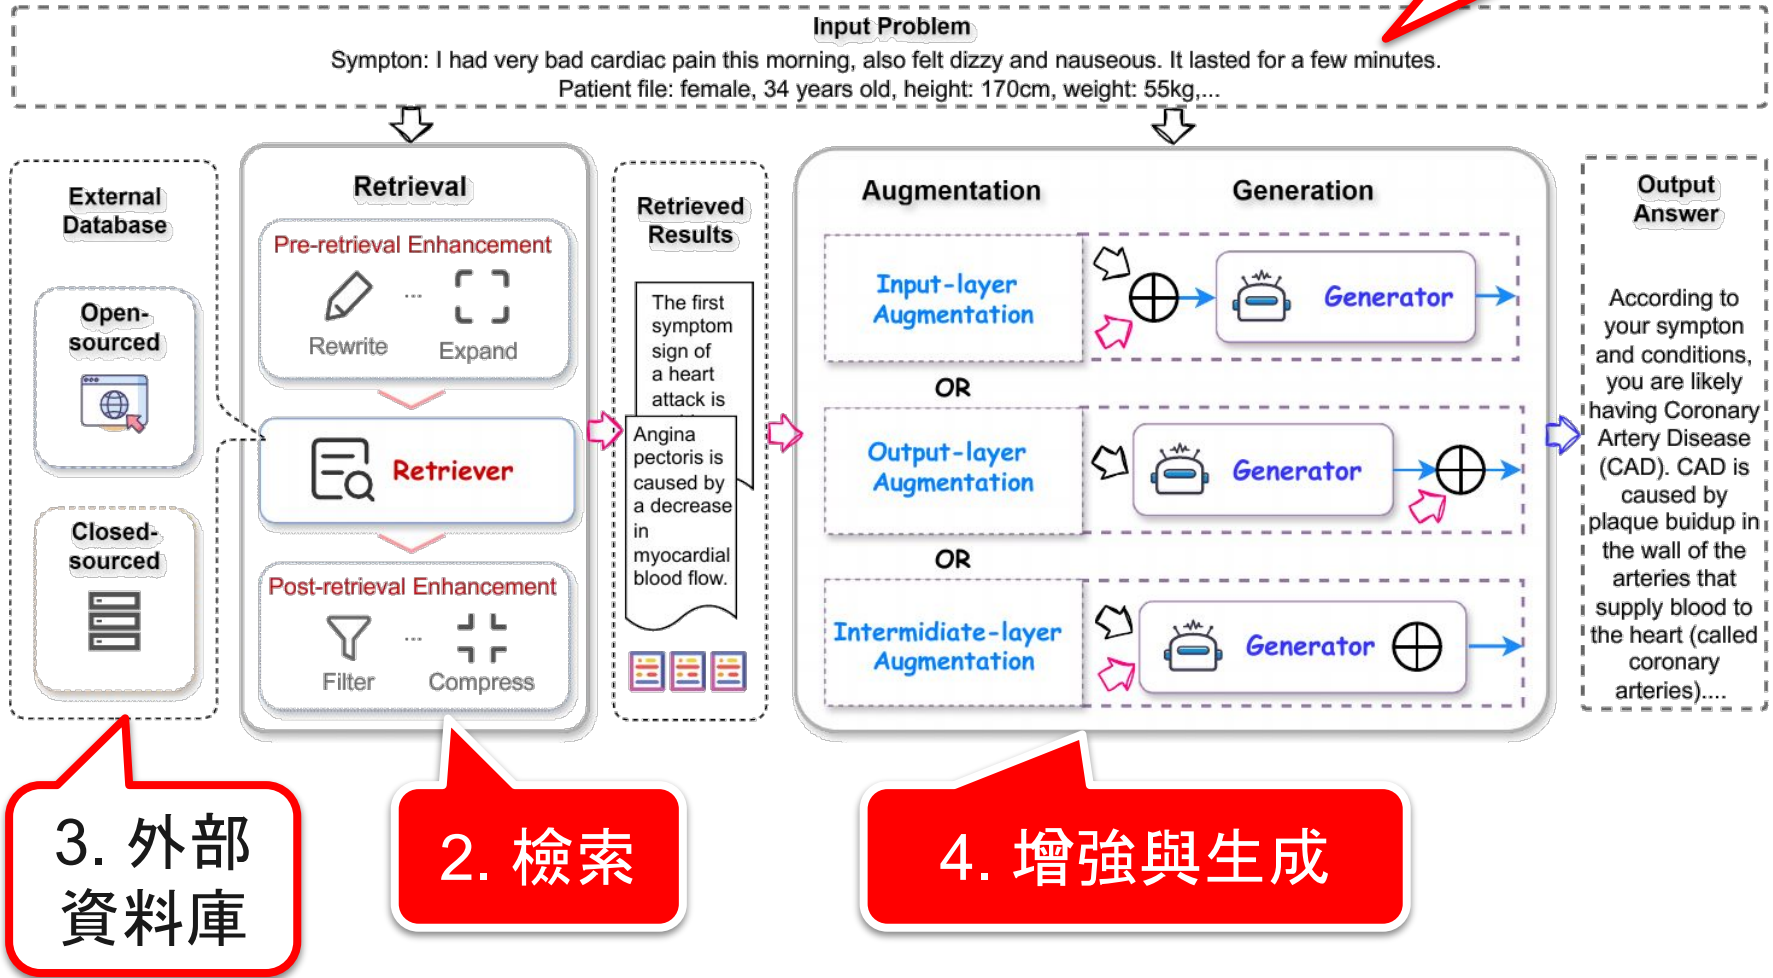 Input Problem
Sympton: I had very bad cardiac pain this morning, also felt dizzy and nauseous. It lasted for a few minutes.
Patient file: female, 34 years old, height: 170cm, weight: 55kg,...
External
Database
Open-
sourced
Closed-
sourced
Retrieval
Pre-retrieval Enhancement
...
Rewrite
Expand
Retriever
Post-retrieval Enhancement
...
Filter
Compress
Retrieved
Results
The first
symptom
sign of
a heart
attack is
Angina
pectoris is
caused by
a decrease
in
myocardial
blood flow.
Augmentation
Generation
Input-layer
Augmentation
Generator
OR
Output-layer
Augmentation
Generator
OR
Intermidiate-layer
Augmentation
Generator
Output
Answer
According to
your sympton
and conditions,
you are likely
having Coronary
Artery Disease
(CAD). CAD is
caused by
plaque buidup in
the wall of the
arteries that
supply blood to
the heart (called
coronary
arteries)....
3. 外部
資料庫
2. 檢索
4. 增強與生成